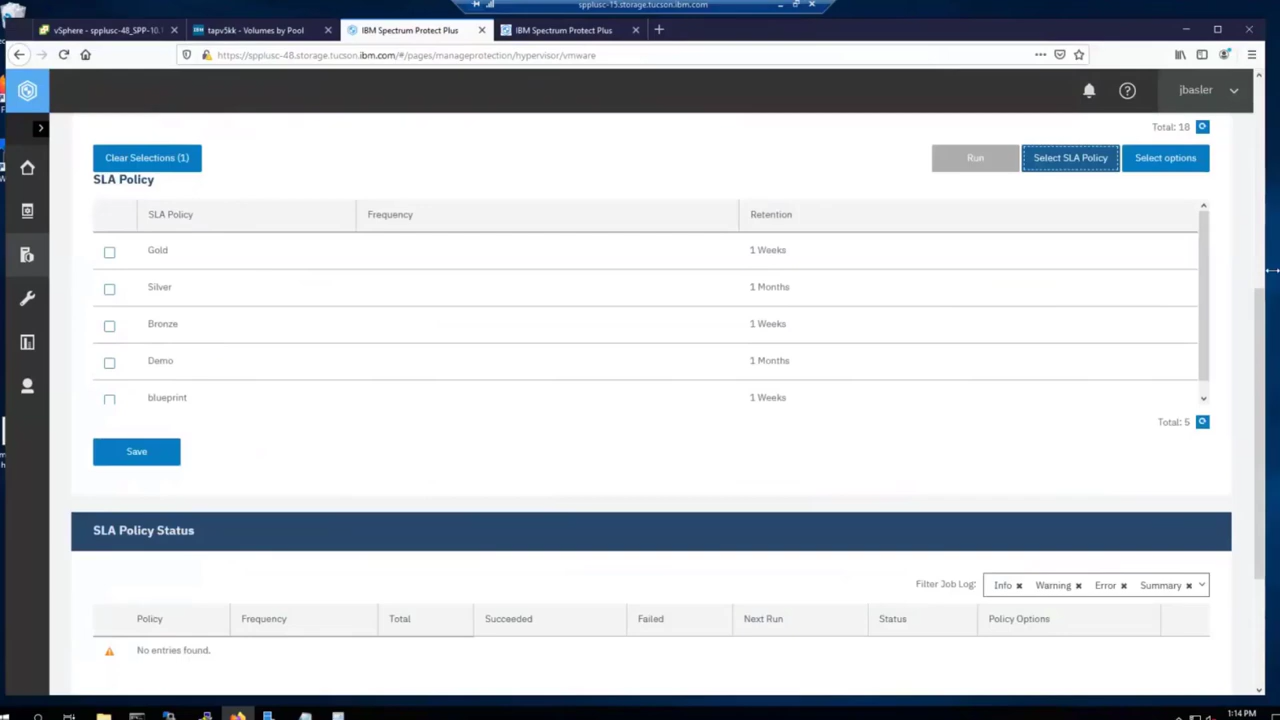 spplusc-15.storage.tucson.ibm.com
vSphere - spplusc-48_SPP-10.1
tapv5kk - Volumes by Pool
IBM Spectrum Protect Plus
IBM Spectrum Protect Plus
https://spplusc-48.storage.tucson.ibm.com/#/pages/manageprotection/hypervisor/vmware
jbasler
Total: 18
Clear Selections (1)
Run
Select SLA Policy
Select options
SLA Policy
SLA Policy
Frequency
Retention
Gold
1 Weeks
Silver
1 Months
Bronze
1 Weeks
Demo
1 Months
blueprint
1 Weeks
Total: 5
Save
SLA Policy Status
Filter Job Log:
Info × Warning × Error × Summary ×
Policy
Frequency
Total
Succeeded
Failed
Next Run
Status
Policy Options
No entries found.
1:14 PM